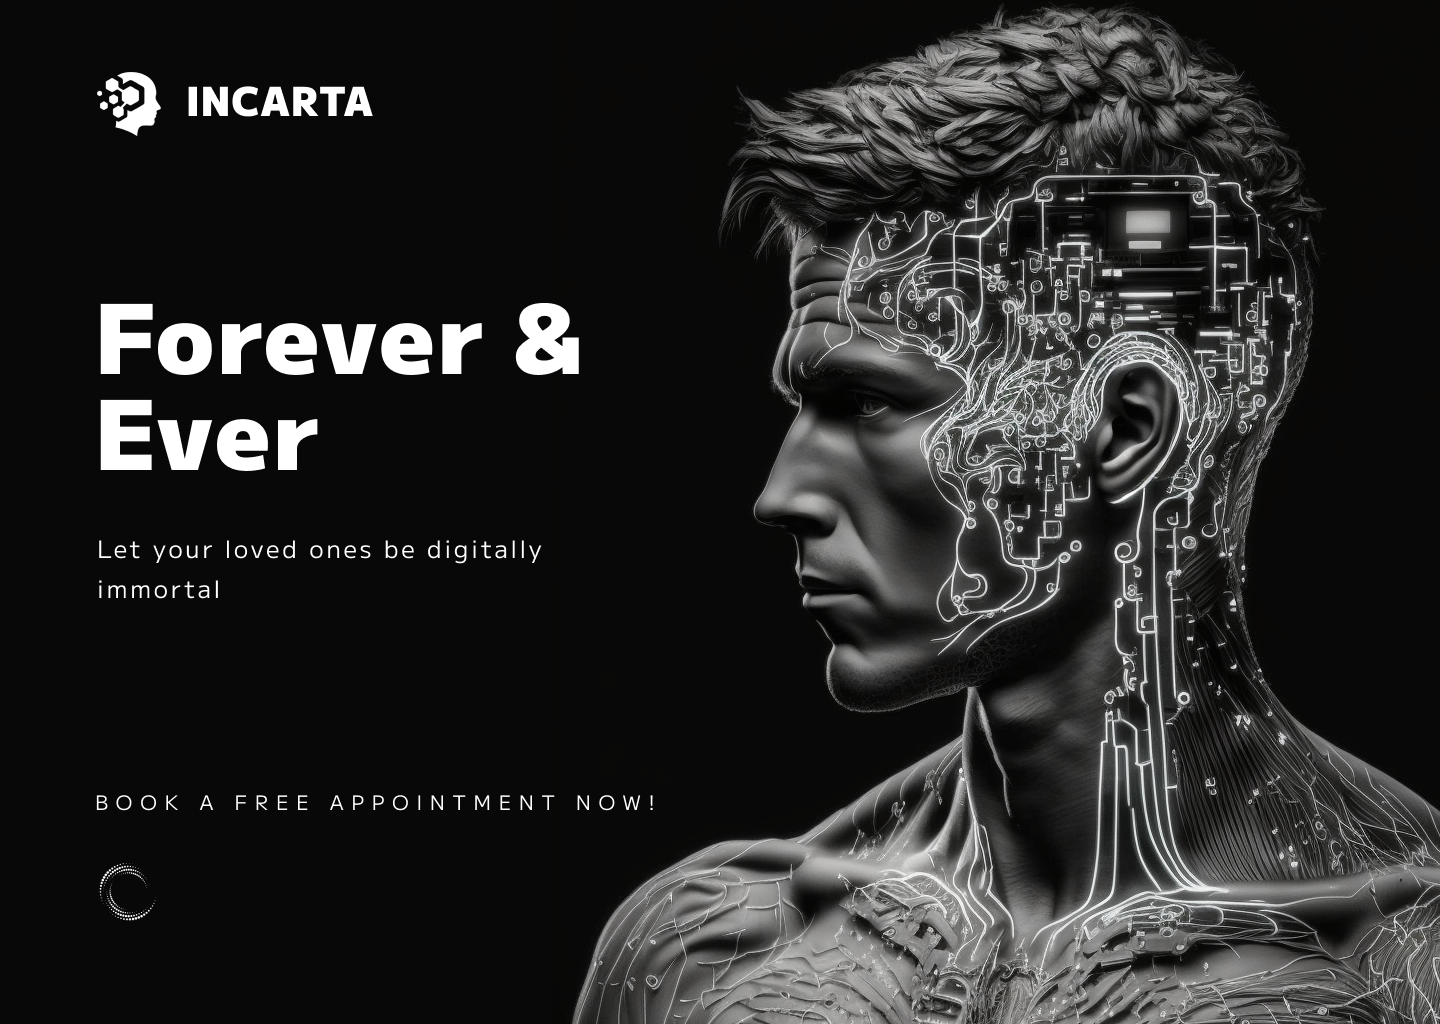 INCARTA
Forever &
Ever
Let your loved ones be digitally
immortal
BOOK A FREE APPOINTMENT NOW!